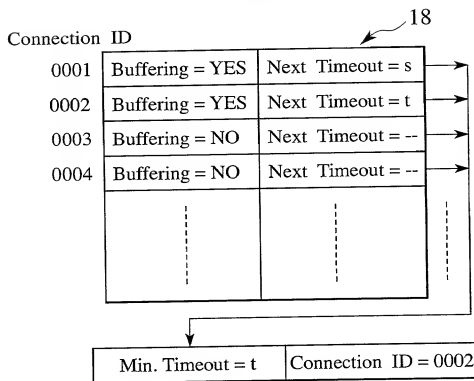 18
Connection ID
0001 Buffering = YES Next Timeout = s
0002 Buffering = YES Next Timeout = t
0003 Buffering = NO Next Timeout = --
0004 Buffering = NO Next Timeout = --
Min. Timeout = t Connection ID = 0002